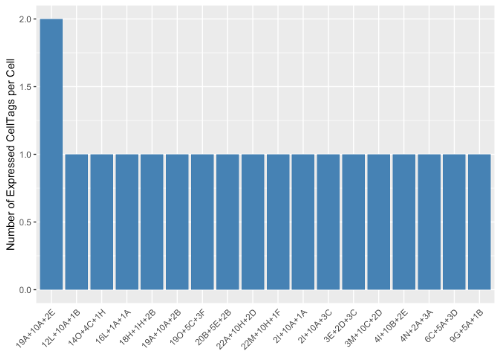 Number of Expressed CellTags per Cell
2.0
1.5
1.0
0.5
0.0
19A+10A+2E
12L+10A+1B
14O+4C+1H
16L+1A+1A
18H+1H+2B
19A+10A+2B
19O+5C+3F
20B+5E+2B
22A+10H+2D
22M+10H+1F
2I+10A+1A
2I+10A+3C
3E+2D+3C
3M+10C+2D
4I+10B+2E
4N+2A+3A
6C+5A+3D
9G+5A+1B